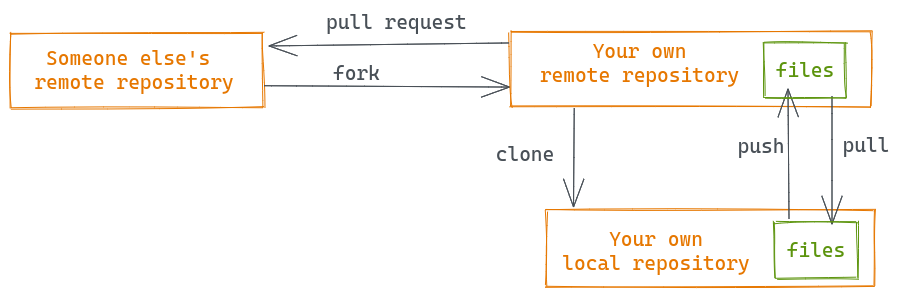 pull request
Someone else's
remote repository
fork
Your own
remote repository
files
clone
push
pull
Your own
local repository
files